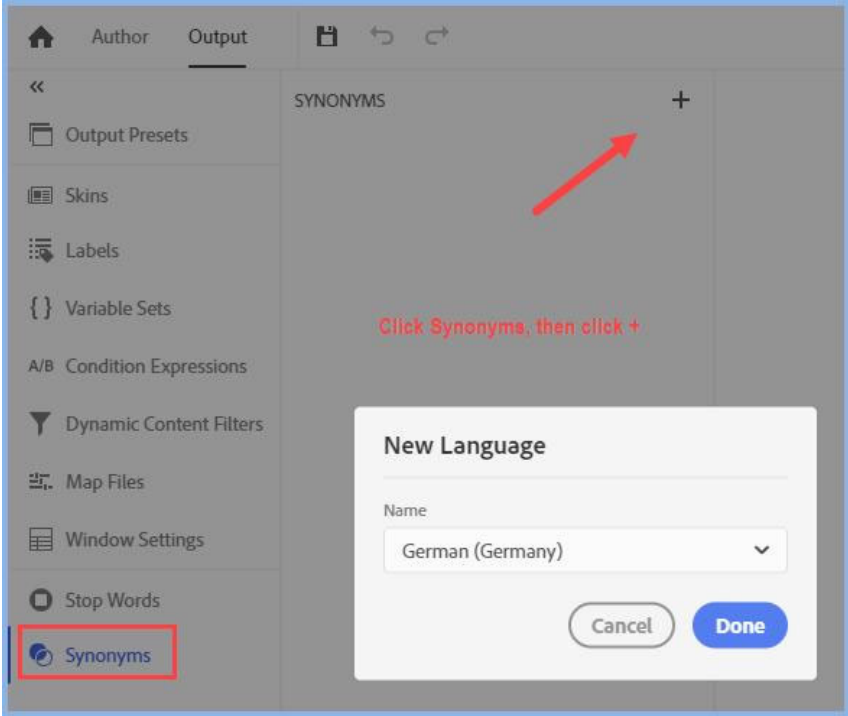 Author Output
SYNONYMS +
Output Presets
Skins
Labels
{ } Variable Sets
Click Synonyms, then click +
A/B Condition Expressions
Dynamic Content Filters
New Language
Map Files
Name
Window Settings
German (Germany)
Stop Words
Cancel Done
Synonyms